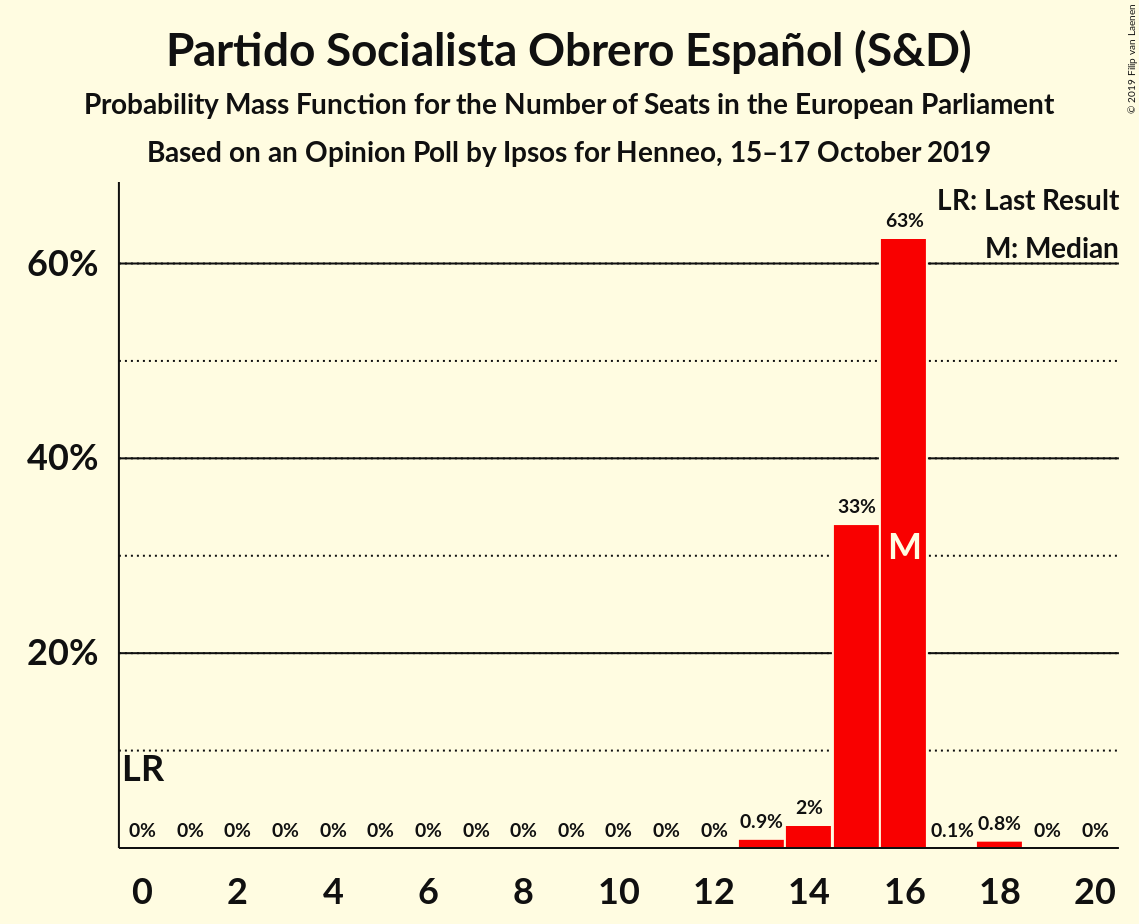 Partido Socialista Obrero Español (S&D)
Probability Mass Function for the Number of Seats in the European Parliament
Based on an Opinion Poll by Ipsos for Henneo, 15–17 October 2019
© 2019 Filip van Laenen
LR: Last Result
M: Median
60%
40%
20%
63%
33%
M
LR
0% 0% 0% 0% 0% 0% 0% 0% 0% 0% 0% 0% 0% 0.9% 2% 0.1% 0.8% 0% 0%
0 2 4 6 8 10 12 14 16 18 20